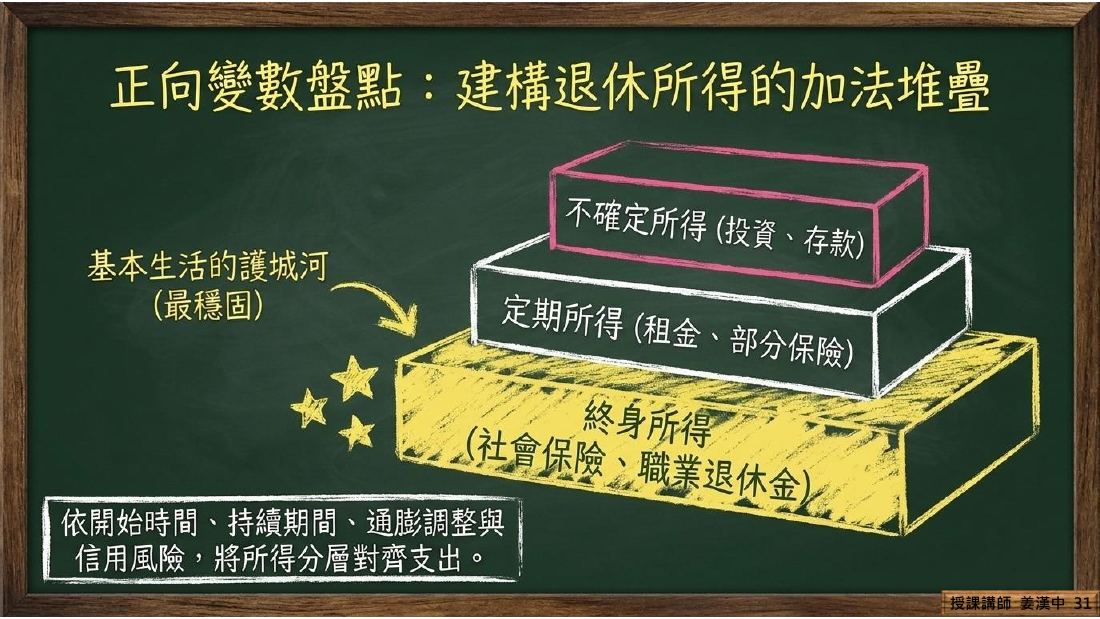 正向變數盤點：建構退休所得的加法堆疊
不確定所得 (投資、存款)
基本生活的護城河
(最穩固)
定期所得 (租金、部分保險)
終身所得
(社會保險、職業退休金)
依開始時間、持續期間、通膨調整與
信用風險，將所得分層對齊支出。
授課講師 姜漢中 31